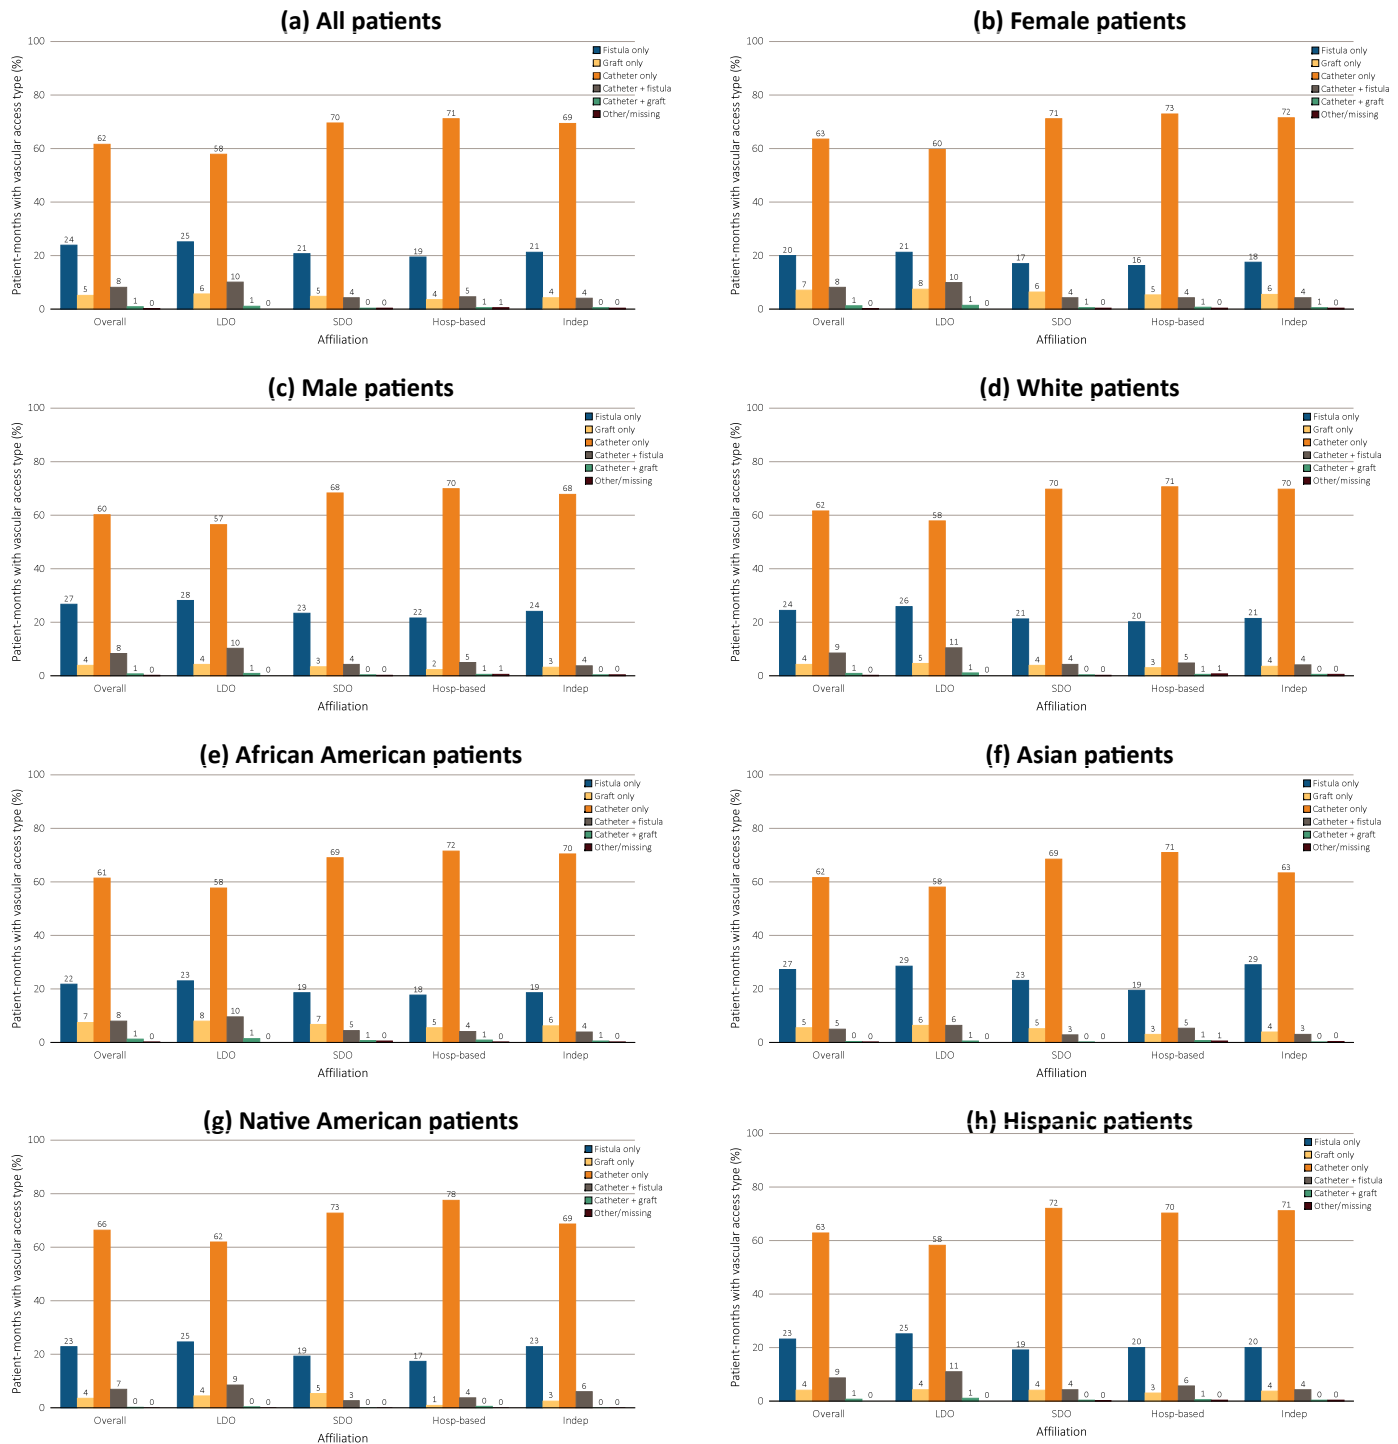 (a) All patients
Patient-months with vascular access type (%)
100
80
60
40
20
0
Fistula only
Graft only
Catheter only
Catheter + fistula
Catheter + graft
Other/missing
24 5 62 8 1 0
25 6 58 10 1 0
21 5 70 4 0 0
19 4 71 5 1 1
21 4 69 4 0 0
Overall LDO SDO Hosp-based Indep
Affiliation
(b) Female patients
Patient-months with vascular access type (%)
100
80
60
40
20
0
Fistula only
Graft only
Catheter only
Catheter + fistula
Catheter + graft
Other/missing
20 7 63 8 1 0
21 8 60 10 1 0
17 6 71 4 1 0
16 5 73 4 1 0
18 6 72 4 1 0
Overall LDO SDO Hosp-based Indep
Affiliation
(c) Male patients
Patient-months with vascular access type (%)
100
80
60
40
20
0
Fistula only
Graft only
Catheter only
Catheter + fistula
Catheter + graft
Other/missing
27 4 60 8 1 0
28 4 57 10 1 0
23 3 68 4 0 0
22 2 70 5 1 1
24 3 68 4 0 0
Overall LDO SDO Hosp-based Indep
Affiliation
(d) White patients
Patient-months with vascular access type (%)
100
80
60
40
20
0
Fistula only
Graft only
Catheter only
Catheter + fistula
Catheter + graft
Other/missing
24 4 62 9 1 0
26 5 58 11 1 0
21 4 70 4 0 0
20 3 71 5 1 1
21 4 70 4 0 0
Overall LDO SDO Hosp-based Indep
Affiliation
(e) African American patients
Patient-months with vascular access type (%)
100
80
60
40
20
0
Fistula only
Graft only
Catheter only
Catheter + fistula
Catheter + graft
Other/missing
22 7 61 8 1 0
23 8 58 10 1 0
19 7 69 5 1 0
18 5 72 4 1 0
19 6 70 4 1 0
Overall LDO SDO Hosp-based Indep
Affiliation
(f) Asian patients
Patient-months with vascular access type (%)
100
80
60
40
20
0
Fistula only
Graft only
Catheter only
Catheter + fistula
Catheter + graft
Other/missing
27 5 62 5 0 0
29 6 58 6 1 0
23 5 69 3 0 0
19 3 71 5 1 1
29 4 63 3 0 0
Overall LDO SDO Hosp-based Indep
Affiliation
(g) Native American patients
Patient-months with vascular access type (%)
100
80
60
40
20
0
Fistula only
Graft only
Catheter only
Catheter + fistula
Catheter + graft
Other/missing
23 4 66 7 0 0
25 4 62 9 0 0
19 5 73 3 0 0
17 1 78 4 0 0
23 3 69 6 0 0
Overall LDO SDO Hosp-based Indep
Affiliation
(h) Hispanic patients
Patient-months with vascular access type (%)
100
80
60
40
20
0
Fistula only
Graft only
Catheter only
Catheter + fistula
Catheter + graft
Other/missing
23 4 63 9 1 0
25 4 58 11 1 0
19 4 72 4 0 0
20 3 70 6 1 0
20 4 71 4 0 0
Overall LDO SDO Hosp-based Indep
Affiliation